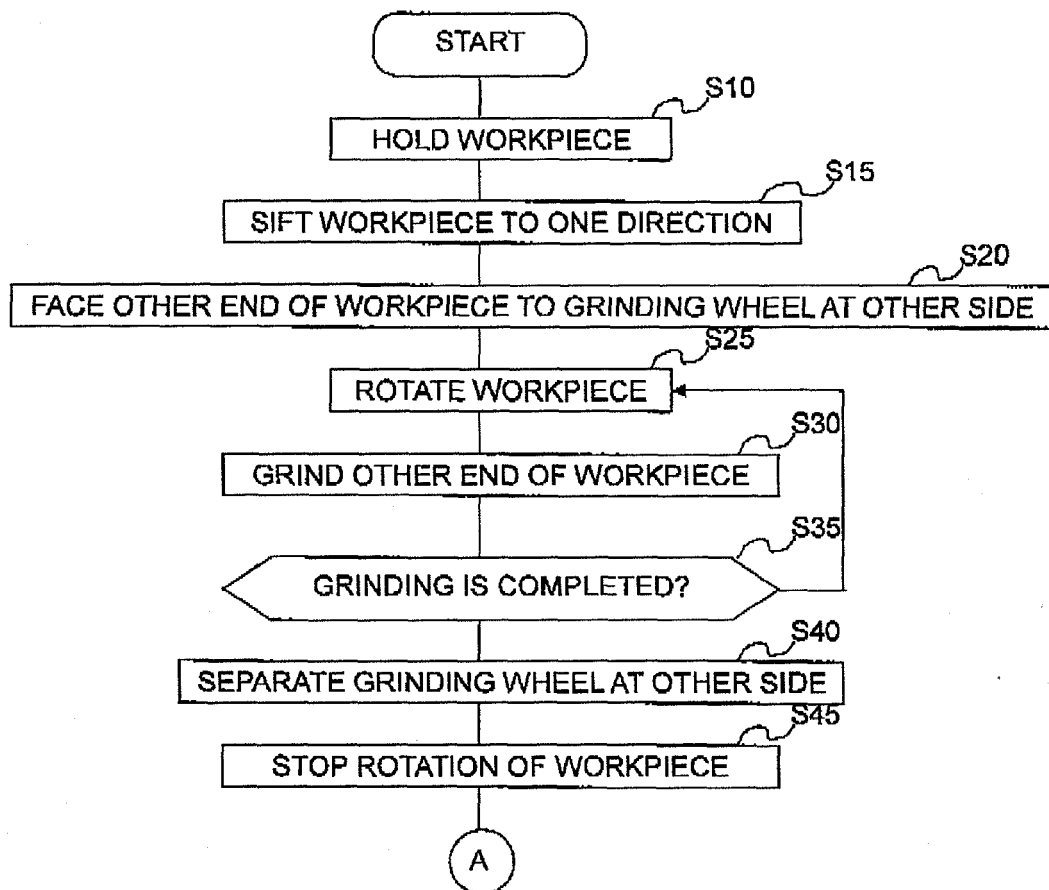 START
S10
HOLD WORKPIECE
S15
SIFT WORKPIECE TO ONE DIRECTION
S20
FACE OTHER END OF WORKPIECE TO GRINDING WHEEL AT OTHER SIDE
S25
ROTATE WORKPIECE
S30
GRIND OTHER END OF WORKPIECE
S35
GRINDING IS COMPLETED?
S40
SEPARATE GRINDING WHEEL AT OTHER SIDE
S45
STOP ROTATION OF WORKPIECE
A